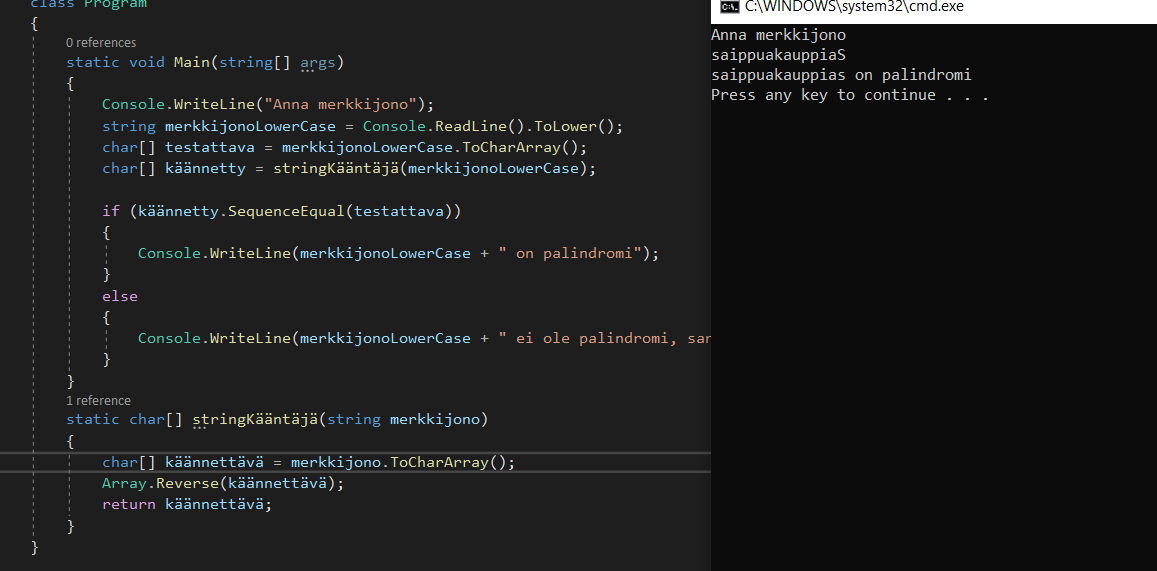 class Program
{
0 references
static void Main(string[] args)
{
Console.WriteLine("Anna merkkijono");
string merkkijonoLowerCase = Console.ReadLine().ToLower();
char[] testattava = merkkijonoLowerCase.ToCharArray();
char[] käännetty = stringKääntäjä(merkkijonoLowerCase);
if (käännetty.SequenceEqual(testattava))
{
Console.WriteLine(merkkijonoLowerCase + " on palindromi");
}
else
{
Console.WriteLine(merkkijonoLowerCase + " ei ole palindromi,
}
}
1 reference
static char[] stringKääntäjä(string merkkijono)
{
char[] käännettävä = merkkijono.ToCharArray();
Array.Reverse(käännettävä);
return käännettävä;
}
}
C:\WINDOWS\system32\cmd.exe
Anna merkkijono
saippuakauppiaS
saippuakauppias on palindromi
Press any key to continue . . .